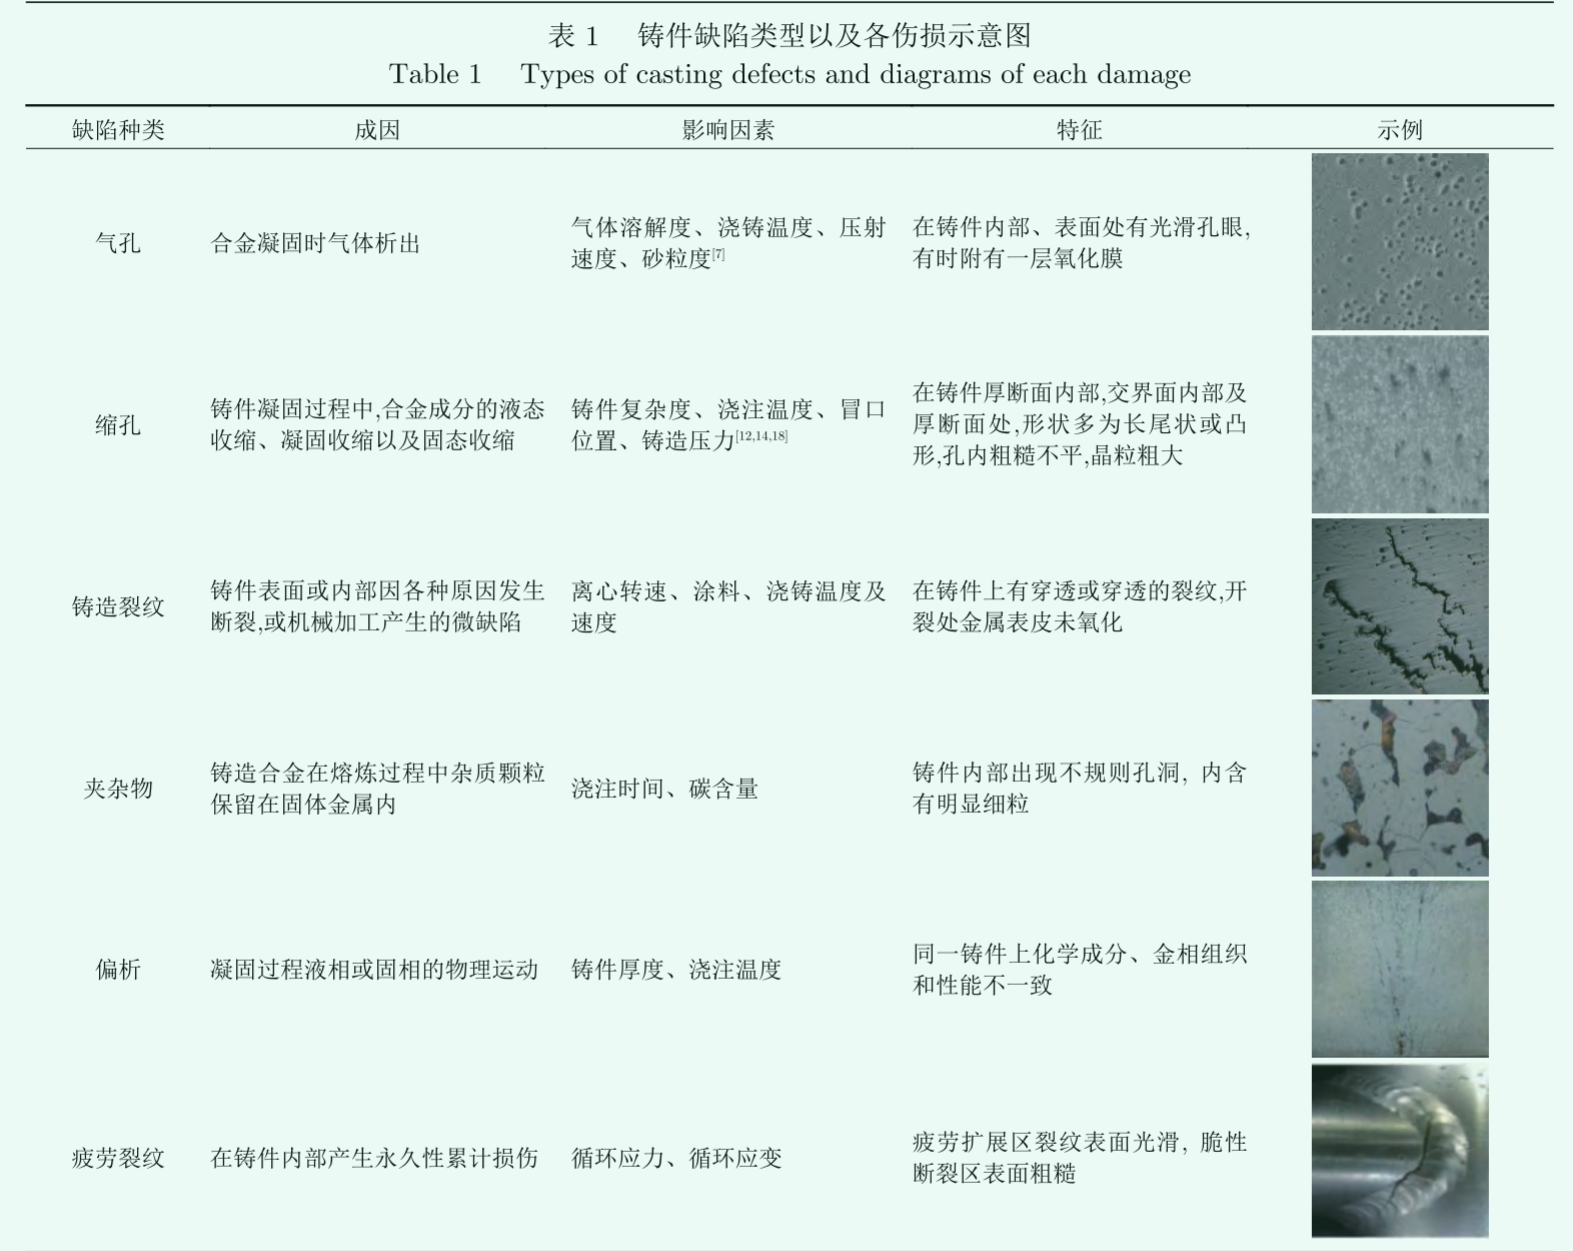 表 1 铸件缺陷类型以及各伤损示意图
Table 1 Types of casting defects and diagrams of each damage
缺陷种类 成因 影响因素 特征 示例
气孔
合金凝固时气体析出
气体溶解度、浇铸温度、压射
速度、砂粒度[7]
在铸件内部、表面处有光滑孔眼,
有时附有一层氧化膜
缩孔
铸件凝固过程中,合金成分的液态
收缩、凝固收缩以及固态收缩
铸件复杂度、浇注温度、冒口
位置、铸造压力[12,14,18]
在铸件厚断面内部,交界面内部及
厚断面处,形状多为长尾状或凸
形,孔内粗糙不平,晶粒粗大
铸造裂纹
铸件表面或内部因各种原因发生
断裂,或机械加工产生的微缺陷
离心转速、涂料、浇铸温度及
速度
在铸件上有穿透或穿透的裂纹,开
裂处金属表皮未氧化
夹杂物
铸造合金在熔炼过程中杂质颗粒
保留在固体金属内
浇注时间、碳含量
铸件内部出现不规则孔洞, 内含
有明显细粒
偏析
凝固过程液相或固相的物理运动
铸件厚度、浇注温度
同一铸件上化学成分、金相组织
和性能不一致
疲劳裂纹
在铸件内部产生永久性累计损伤
循环应力、循环应变
疲劳扩展区裂纹表面光滑, 脆性
断裂区表面粗糙